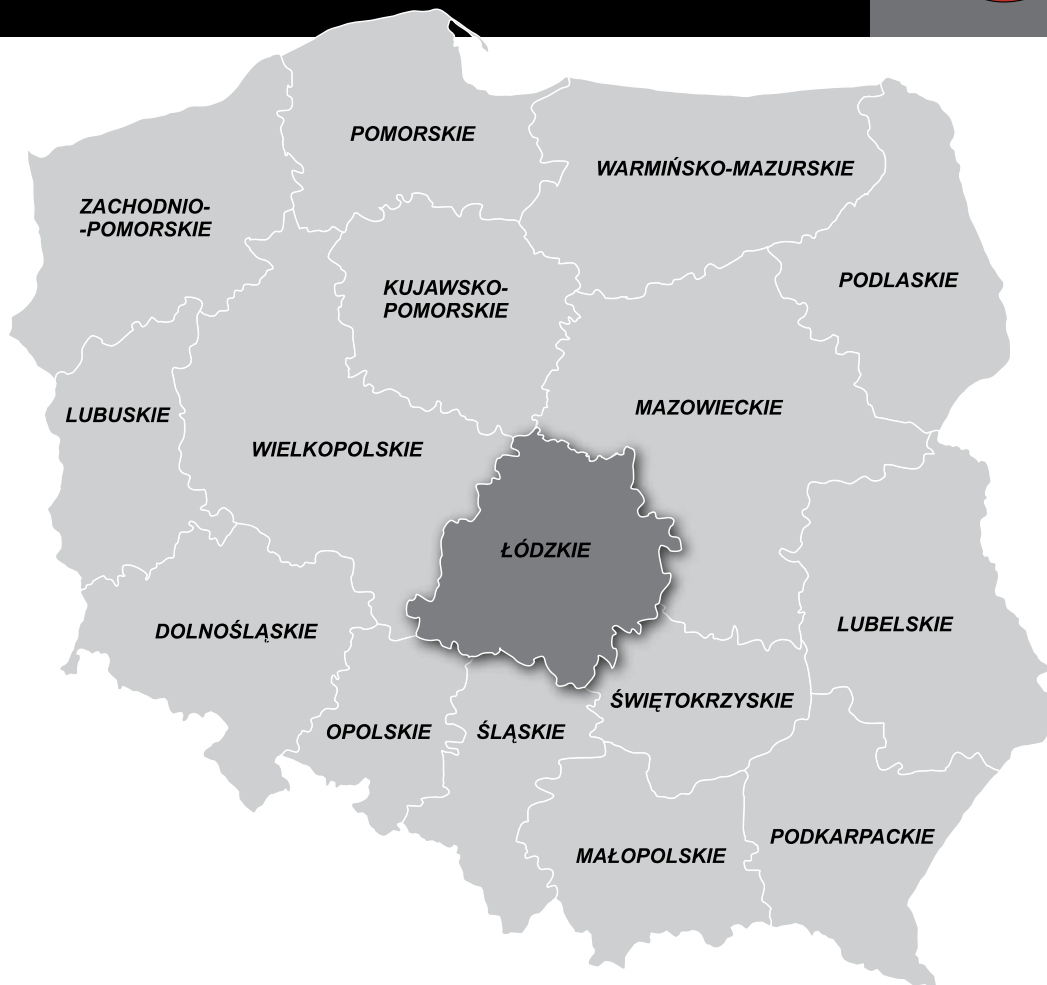 POMORSKIE
WARMIŃSKO-MAZURSKIE
ZACHODNIO-
-POMORSKIE
KUJAWSKO-
POMORSKIE
PODLASKIE
LUBUSKIE
MAZOWIECKIE
WIELKOPOLSKIE
ŁÓDZKIE
DOLNOŚLĄSKIE
LUBELSKIE
OPOLSKIE
ŚLĄSKIE
ŚWIĘTOKRZYSKIE
MAŁOPOLSKIE
PODKARPACKIE